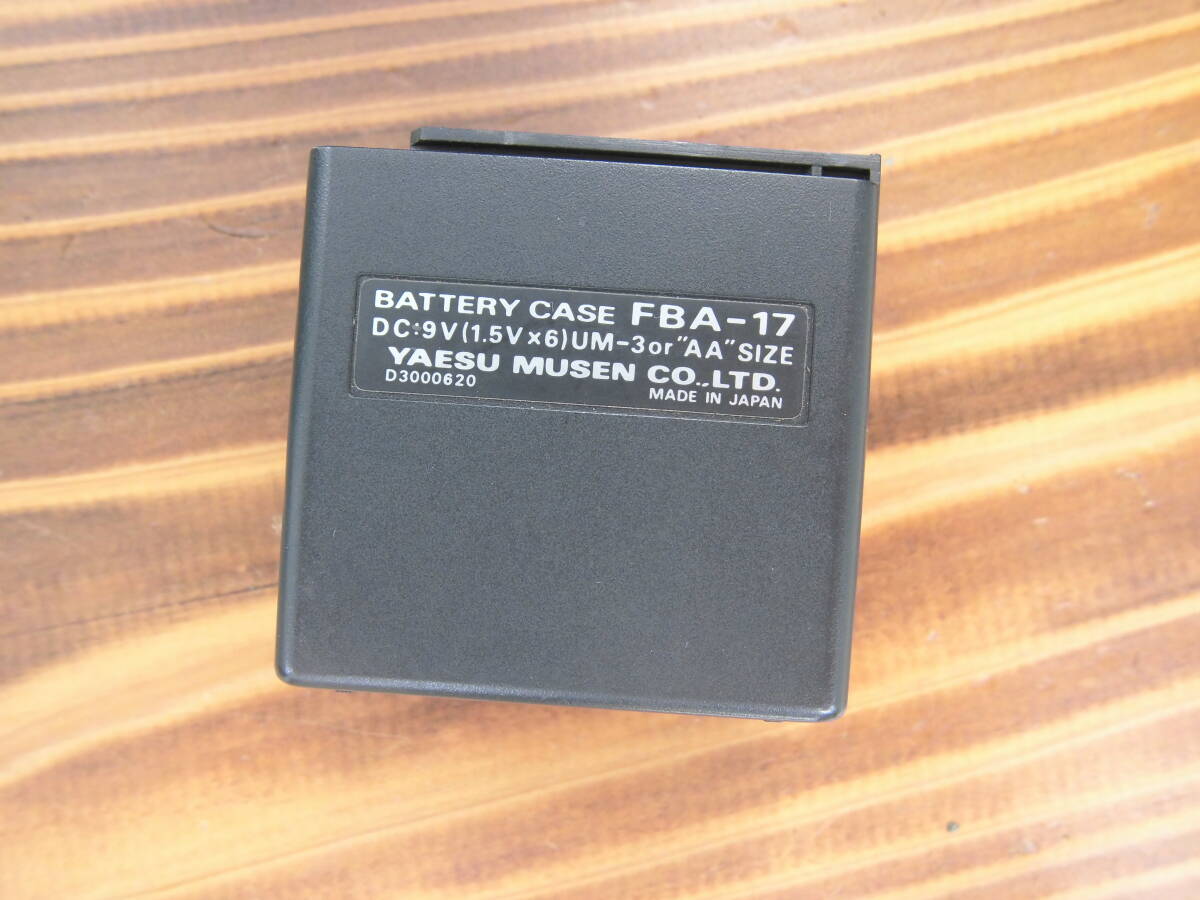 BATTERY CASE FBA-17
DC:9V(1.5V×6)UM-3or"AA"SIZE
YAESU MUSEN CO.,LTD.
D3000620
MADE IN JAPAN